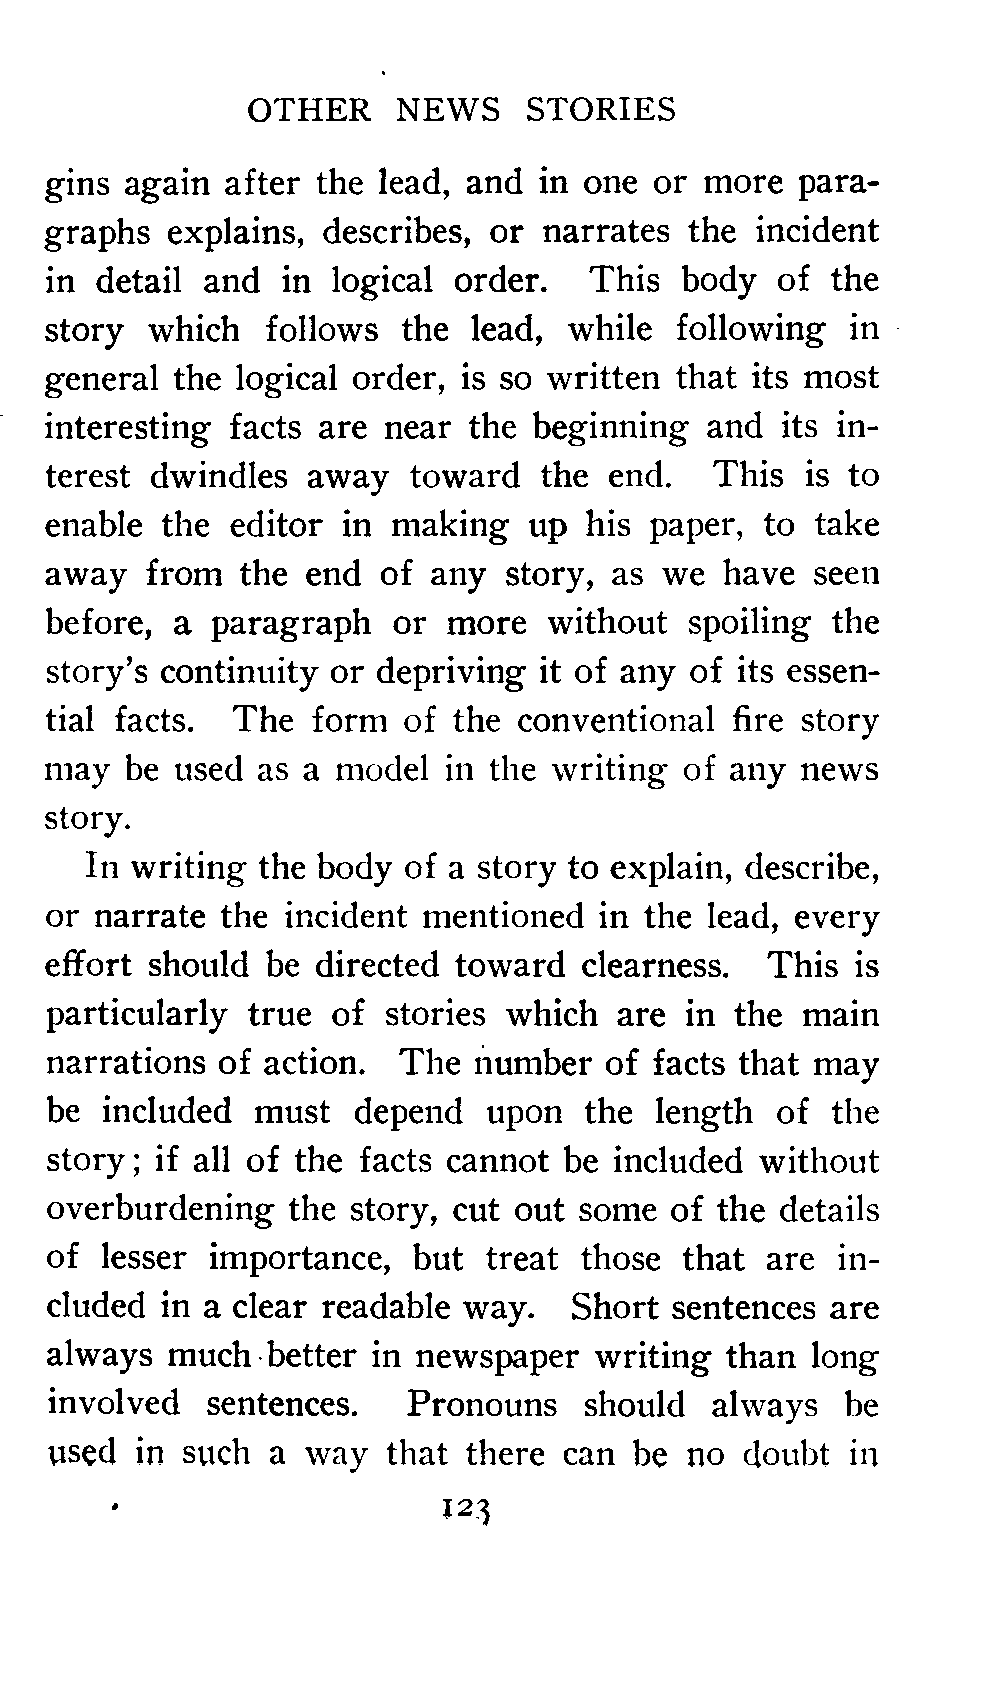 OTHER NEWS STORIES
gins again after the lead, and in one or more para-
graphs explains, describes, or narrates the incident
in detail and in logical order. This body of the
story which follows the lead, while following in
general the logical order, is so written that its most
interesting facts are near the beginning and its in-
terest dwindles away toward the end. This is to
enable the editor in making up his paper, to take
away from the end of any story, as we have seen
before, a paragraph or more without spoiling the
story's continuity or depriving it of any of its essen-
tial facts. The form of the conventional fire story
may be used as a model in the writing of any news
story.
In writing the body of a story to explain, describe,
or narrate the incident mentioned in the lead, every
effort should be directed toward clearness. This is
particularly true of stories which are in the main
narrations of action. The number of facts that may
be included must depend upon the length of the
story; if all of the facts cannot be included without
overburdening the story, cut out some of the details
of lesser importance, but treat those that are in-
cluded in a clear readable way. Short sentences are
always much better in newspaper writing than long
involved sentences. Pronouns should always be
used in such a way that there can be no doubt in
123